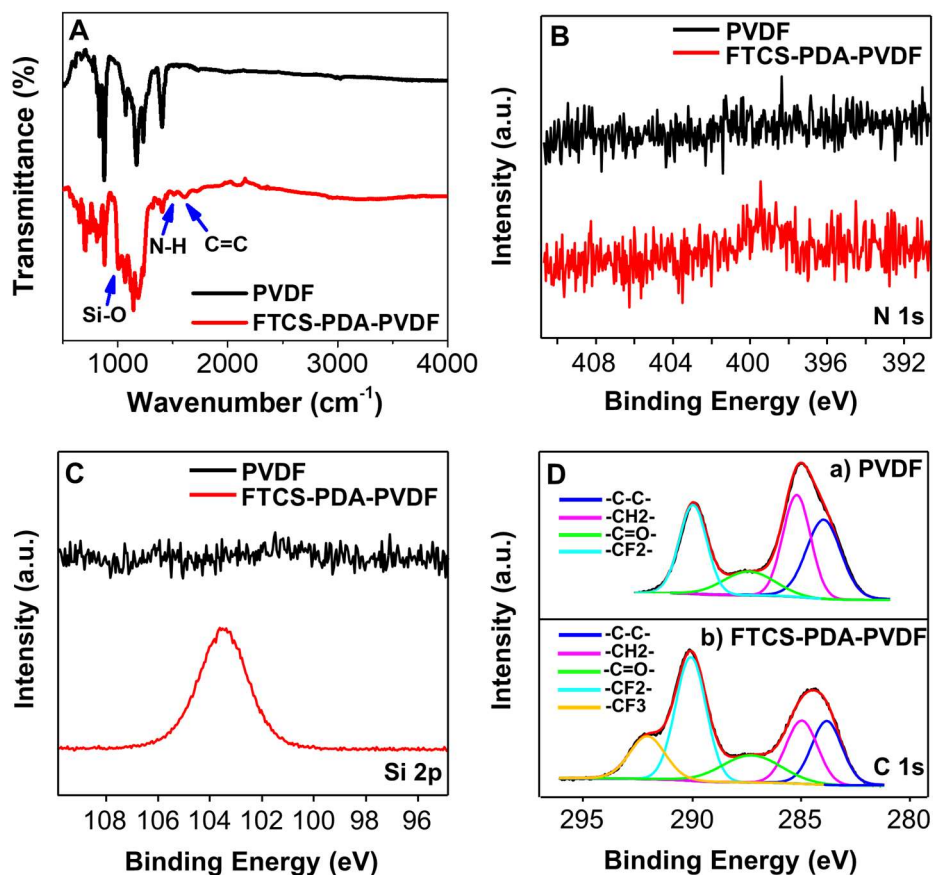 A
PVDF
FTCS-PDA-PVDF
Si-O
N-H
C=C
Transmittance (%)
1000 2000 3000 4000
Wavenumber (cm⁻¹)
B
PVDF
FTCS-PDA-PVDF
N 1s
Intensity (a.u.)
408 404 400 396 392
Binding Energy (eV)
C
PVDF
FTCS-PDA-PVDF
Si 2p
Intensity (a.u.)
108 106 104 102 100 98 96
Binding Energy (eV)
D
a) PVDF
-C-C-
-CH2-
-C=O-
-CF2-
b) FTCS-PDA-PVDF
-C-C-
-CH2-
-C=O-
-CF2-
-CF3
C 1s
Intensity (a.u.)
295 290 285 280
Binding Energy (eV)